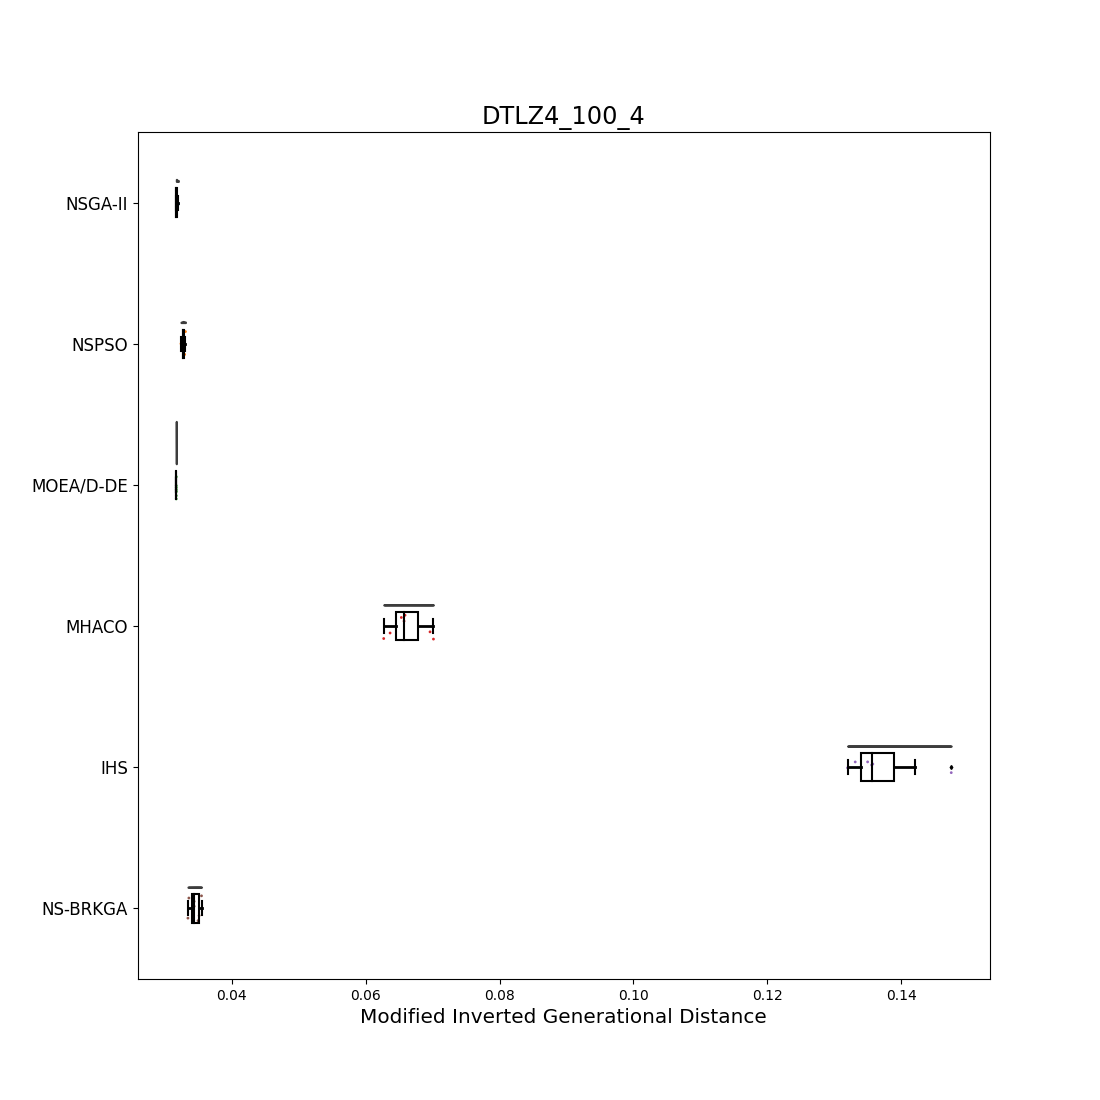 DTLZ4_100_4
NSGA-II
NSPSO
MOEA/D-DE
MHACO
IHS
NS-BRKGA
0.04 0.06 0.08 0.10 0.12 0.14
Modified Inverted Generational Distance